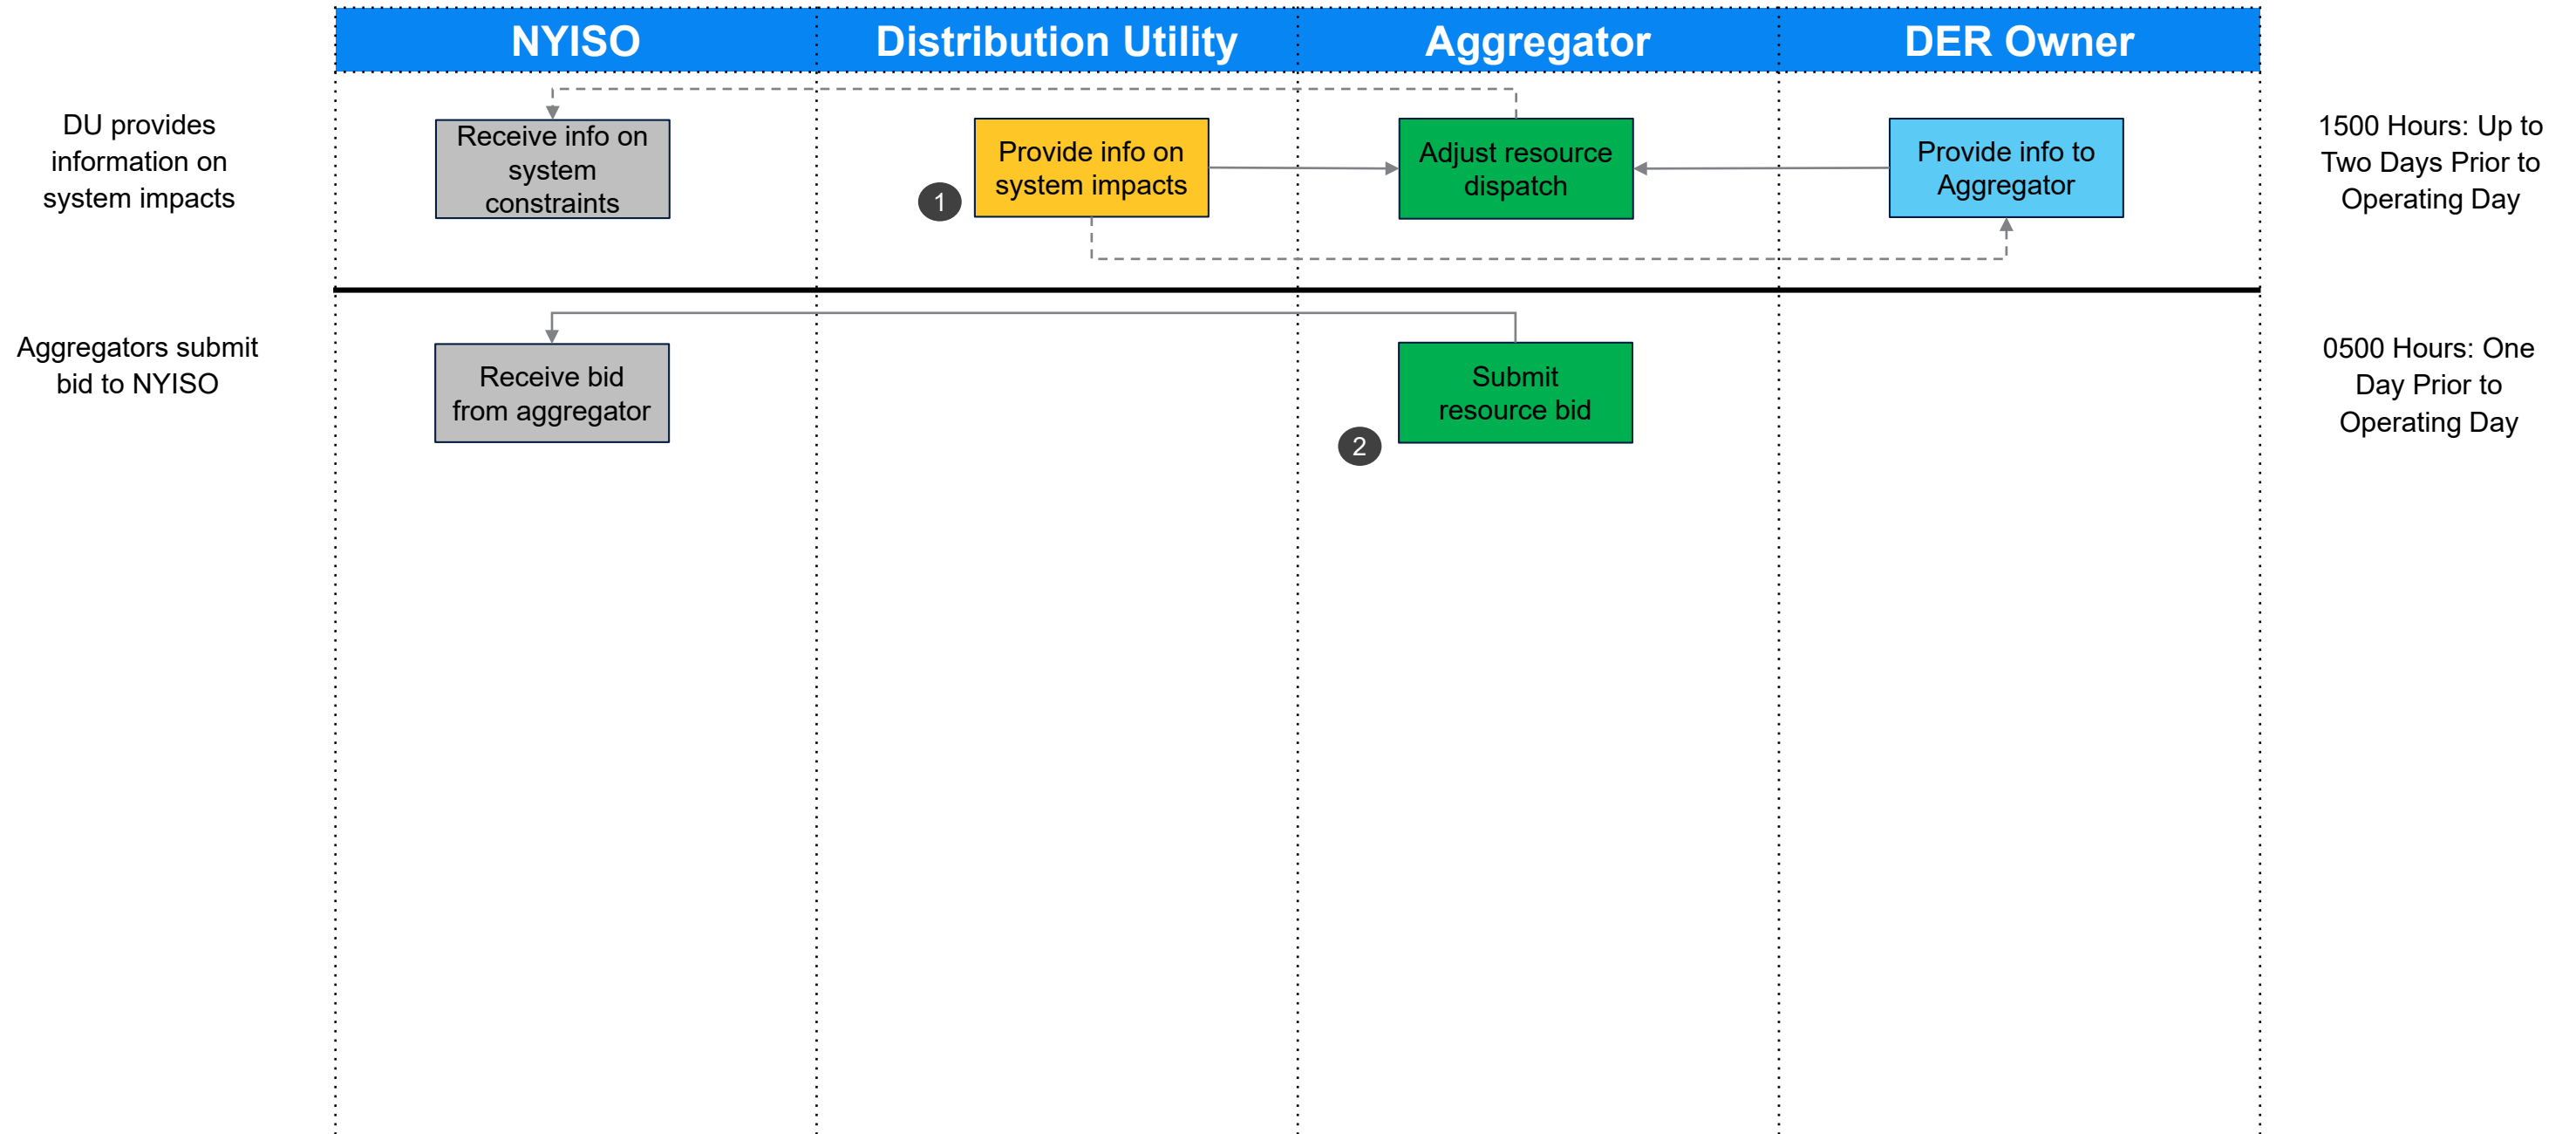 NYISO
Distribution Utility
Aggregator
DER Owner
DU provides
information on
system impacts
Receive info on
system
constraints
1
Provide info on
system impacts
Adjust resource
dispatch
Provide info to
Aggregator
1500 Hours: Up to
Two Days Prior to
Operating Day
Aggregators submit
bid to NYISO
Receive bid
from aggregator
2
Submit
resource bid
0500 Hours: One
Day Prior to
Operating Day